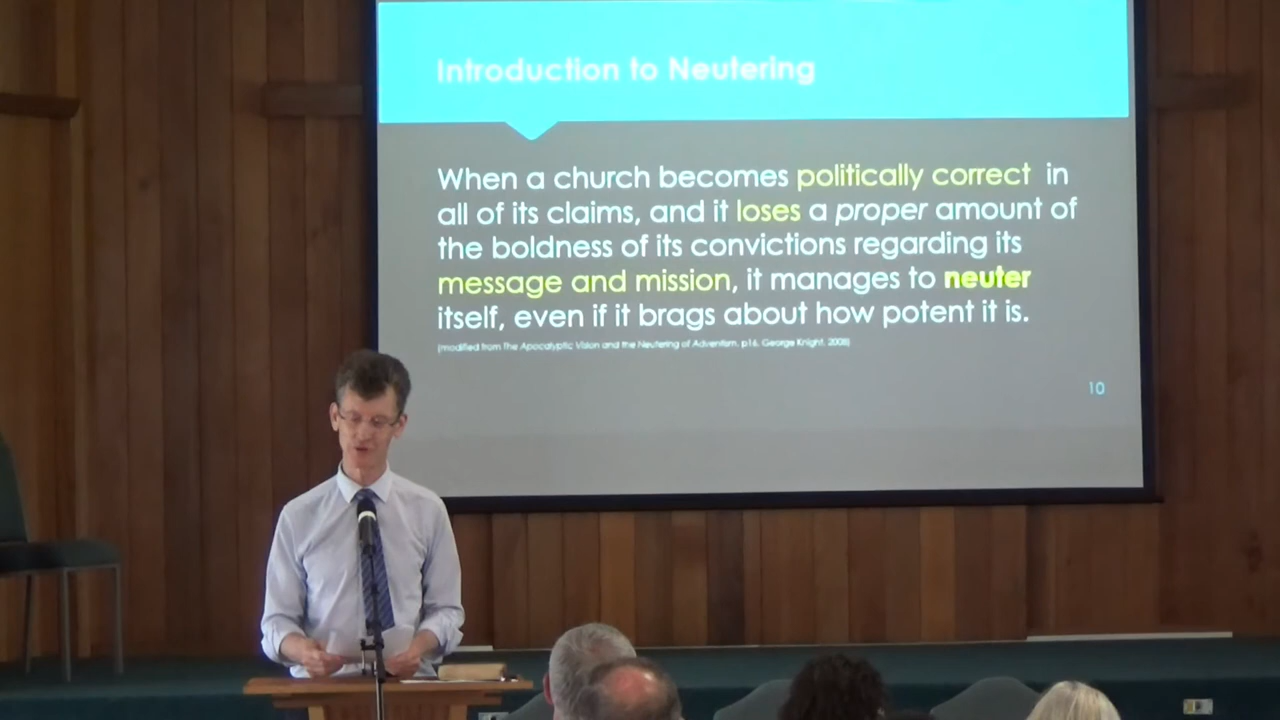 Introduction to Neutering
When a church becomes politically correct in
all of its claims, and it loses a proper amount of
the boldness of its convictions regarding its
message and mission, it manages to neuter
itself, even if it brags about how potent it is.
(modified from The Apocalyptic Vision and the Neutering of Adventism, p16, George Knight, 2008)
10